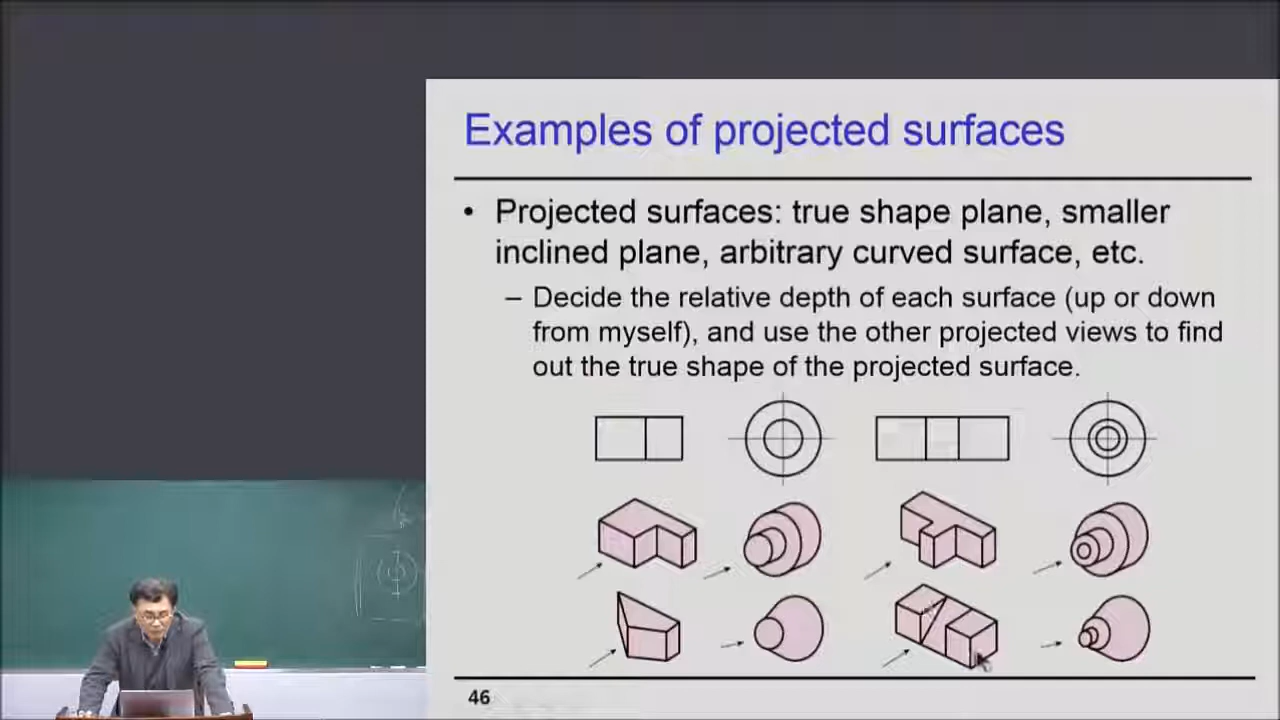 Examples of projected surfaces
• Projected surfaces: true shape plane, smaller
inclined plane, arbitrary curved surface, etc.
– Decide the relative depth of each surface (up or down
from myself), and use the other projected views to find
out the true shape of the projected surface.
46